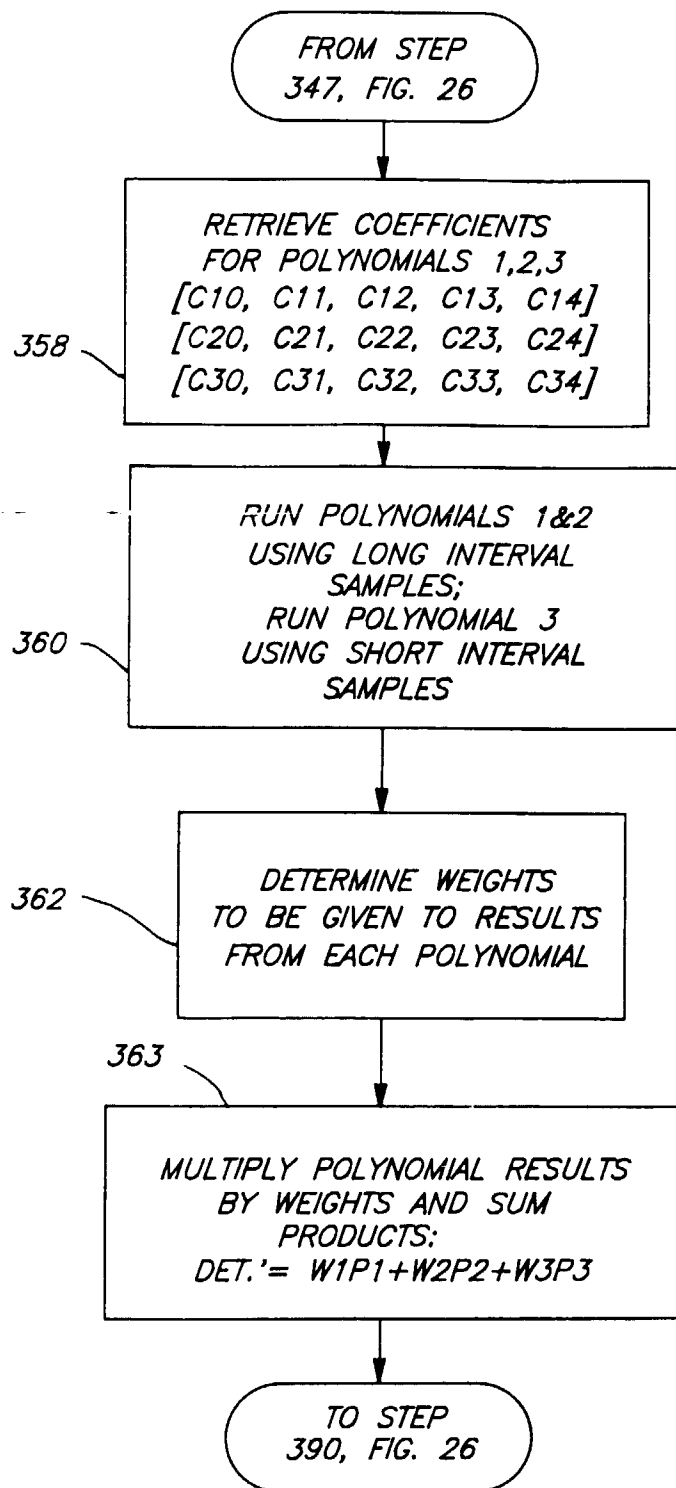 FROM STEP
347, FIG. 26
RETRIEVE COEFFICIENTS
FOR POLYNOMIALS 1,2,3
[C10, C11, C12, C13, C14]
[C20, C21, C22, C23, C24]
[C30, C31, C32, C33, C34]
358
RUN POLYNOMIALS 1&2
USING LONG INTERVAL
SAMPLES;
RUN POLYNOMIAL 3
USING SHORT INTERVAL
SAMPLES
360
DETERMINE WEIGHTS
TO BE GIVEN TO RESULTS
FROM EACH POLYNOMIAL
362
363
MULTIPLY POLYNOMIAL RESULTS
BY WEIGHTS AND SUM
PRODUCTS:
DET.'= W1P1+W2P2+W3P3
TO STEP
390, FIG. 26